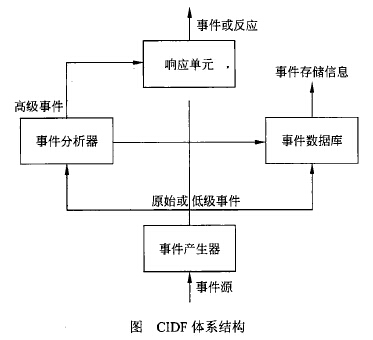 事件或反应
响应单元
事件存储信息
高级事件
事件分析器
事件数据库
原始或低级事件
事件产生器
事件源
图 CIDF 体系结构